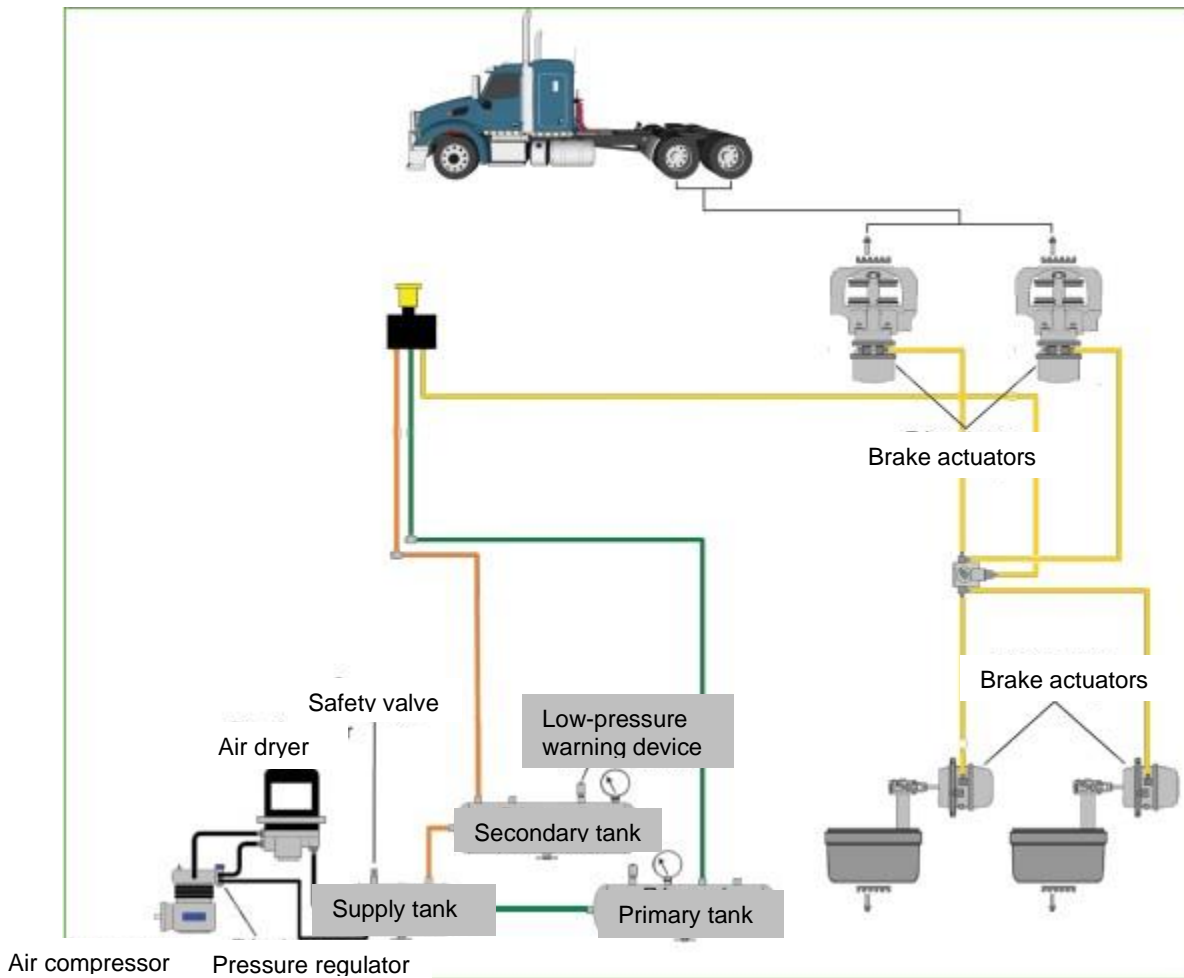 Brake actuators
Brake actuators
Safety valve
Low-pressure
warning device
Air dryer
Secondary tank
Supply tank
Primary tank
Air compressor
Pressure regulator